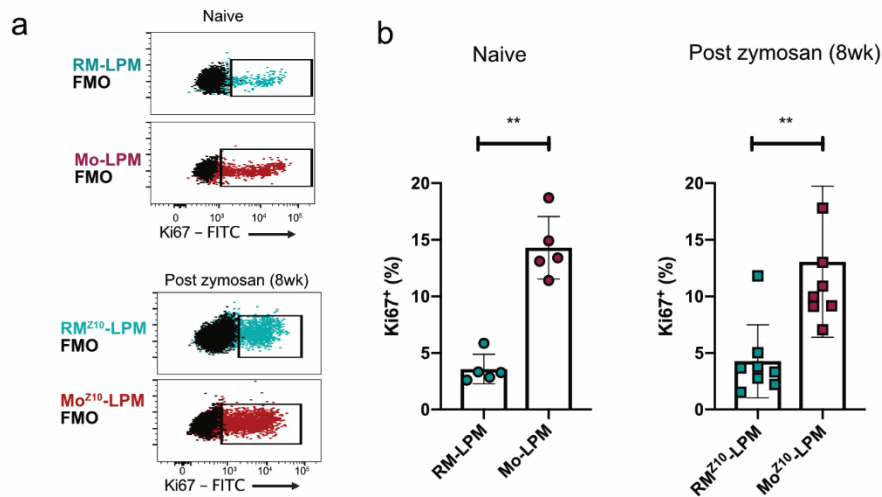 a
Naive
RM-LPM
FMO
Mo-LPM
FMO
0 10³ 10⁴ 10⁵
Ki67 – FITC
Post zymosan (8wk)
RMᶻ¹⁰-LPM
FMO
Moᶻ¹⁰-LPM
FMO
0 10³ 10⁴ 10⁵
Ki67 – FITC
b
Naive
**
20
15
10
5
0
Ki67⁺ (%)
RM-LPM
Mo-LPM
Post zymosan (8wk)
**
20
15
10
5
0
Ki67⁺ (%)
RMᶻ¹⁰-LPM
Moᶻ¹⁰-LPM